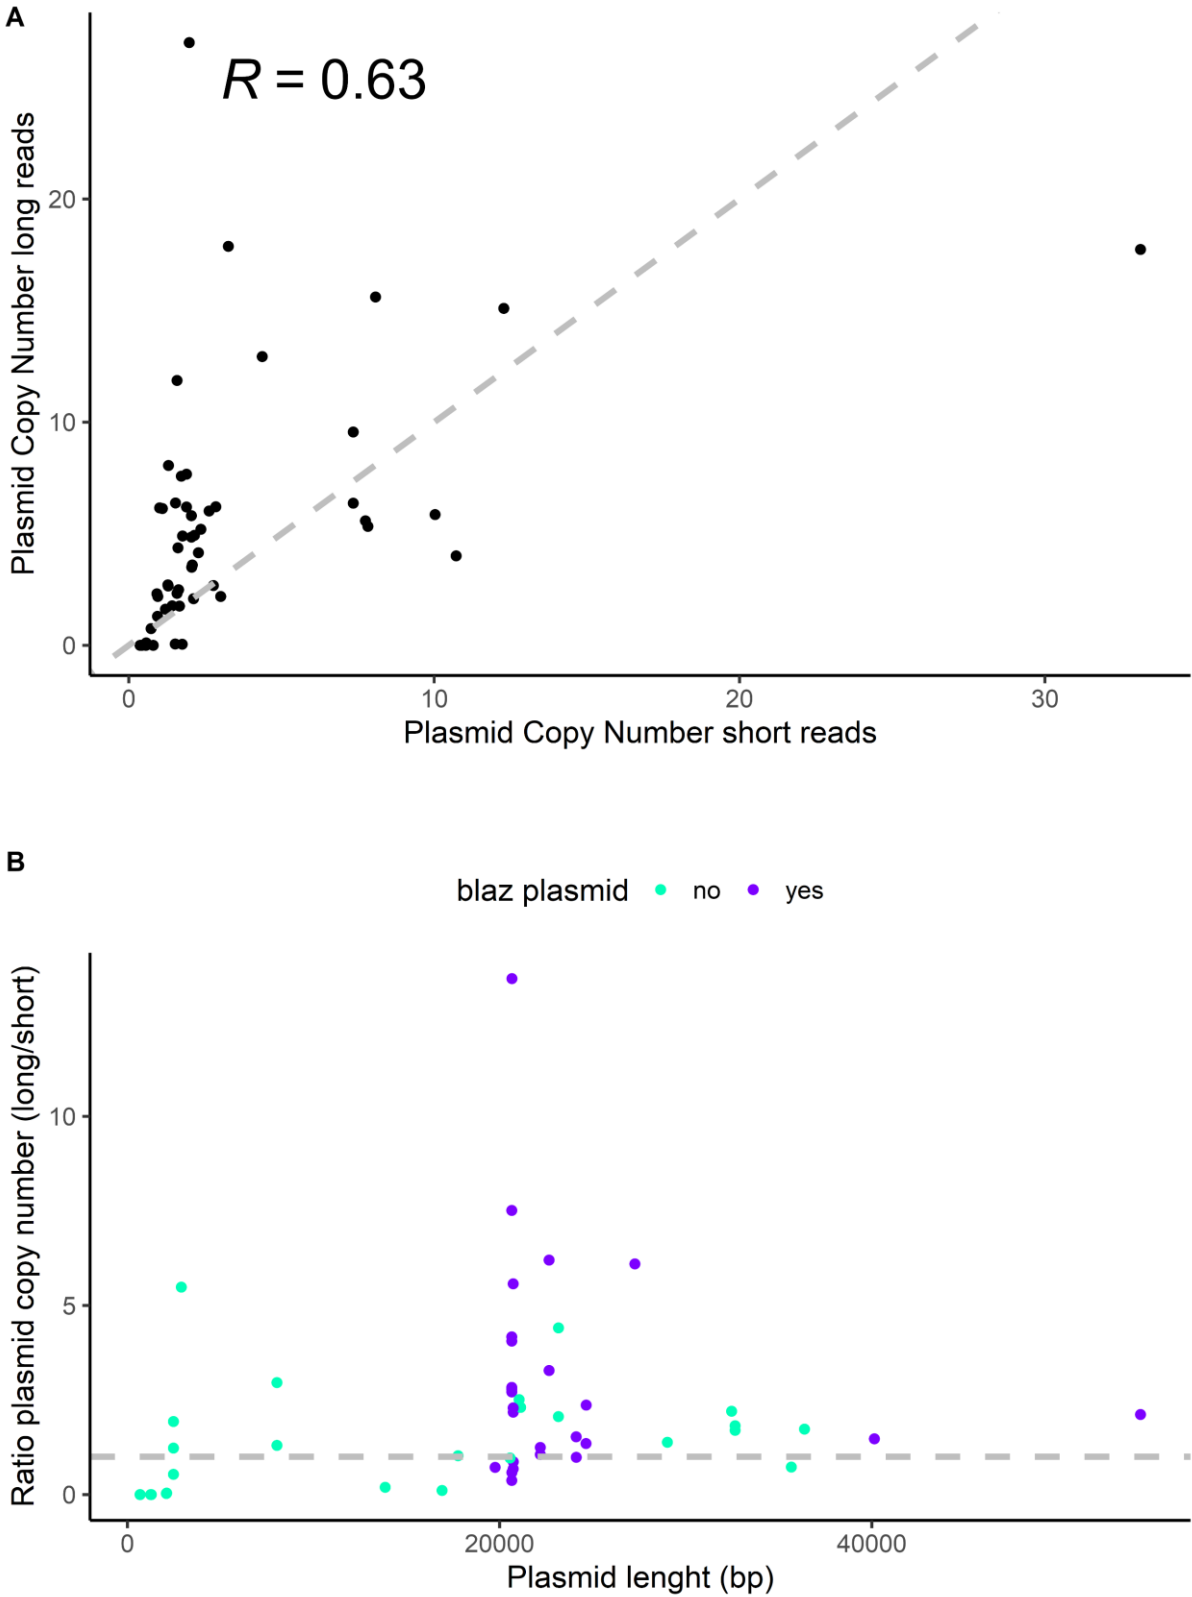 A
R = 0.63
Plasmid Copy Number long reads
20
10
0
0 10 20 30
Plasmid Copy Number short reads
B
blaz plasmid no yes
Ratio plasmid copy number (long/short)
10
5
0
0 20000 40000
Plasmid lenght (bp)